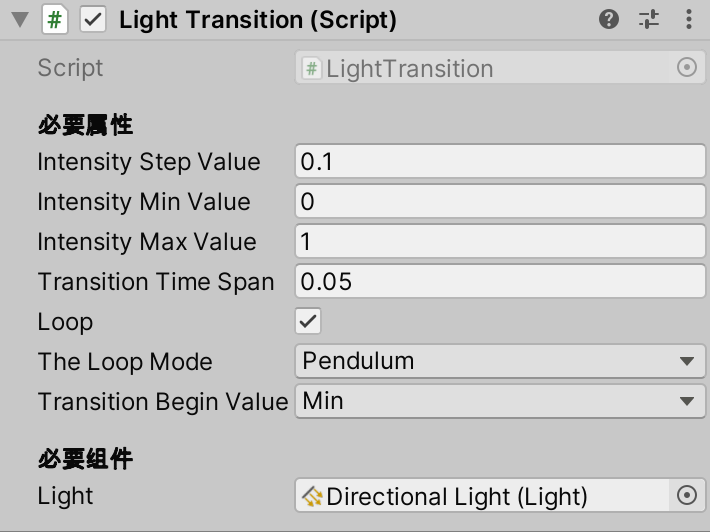 Light Transition (Script)
Script LightTransition
必要属性
Intensity Step Value 0.1
Intensity Min Value 0
Intensity Max Value 1
Transition Time Span 0.05
Loop
The Loop Mode Pendulum
Transition Begin Value Min
必要组件
Light Directional Light (Light)